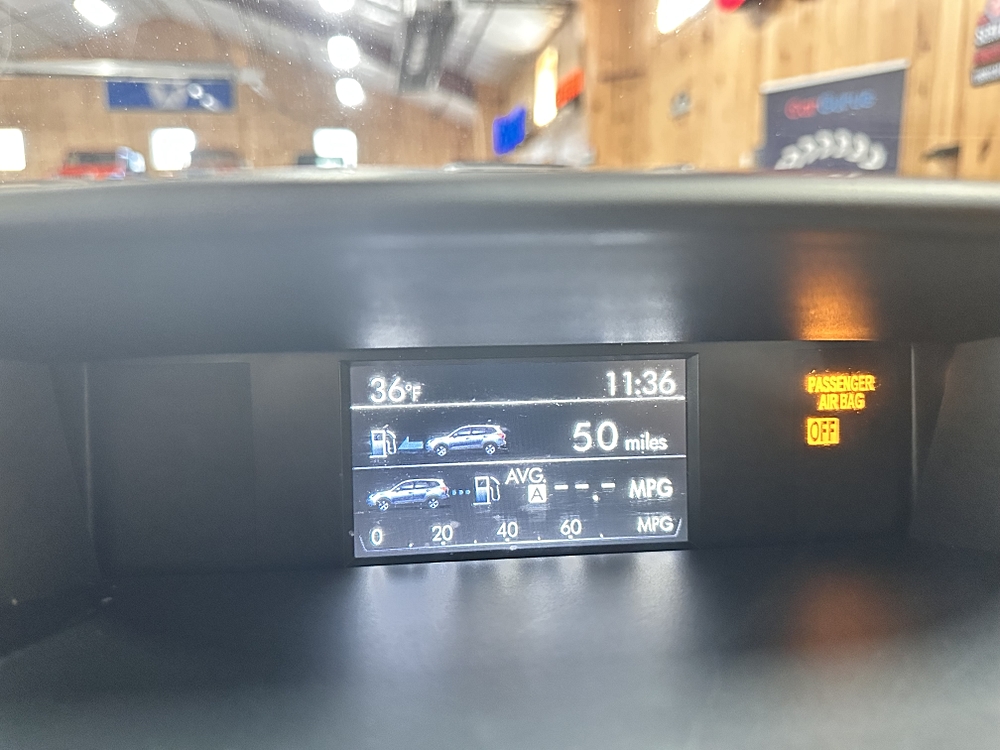 36°F 11:36
50 miles
AVG.
A --- MPG
0 20 40 60 MPG
PASSENGER
AIR BAG
OFF